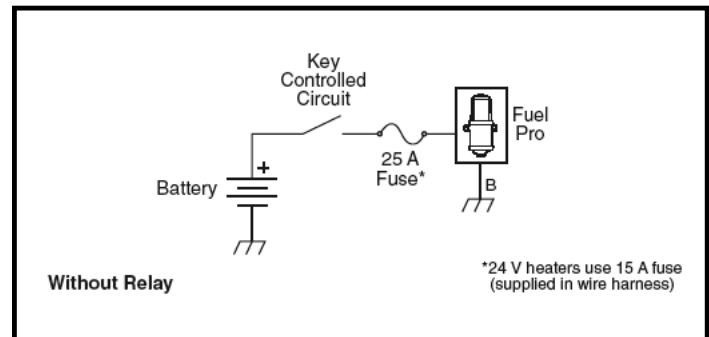 Key
Controlled
Circuit
Fuel
Pro
25 A
Fuse*
+
Battery
B
Without Relay
*24 V heaters use 15 A fuse
(supplied in wire harness)